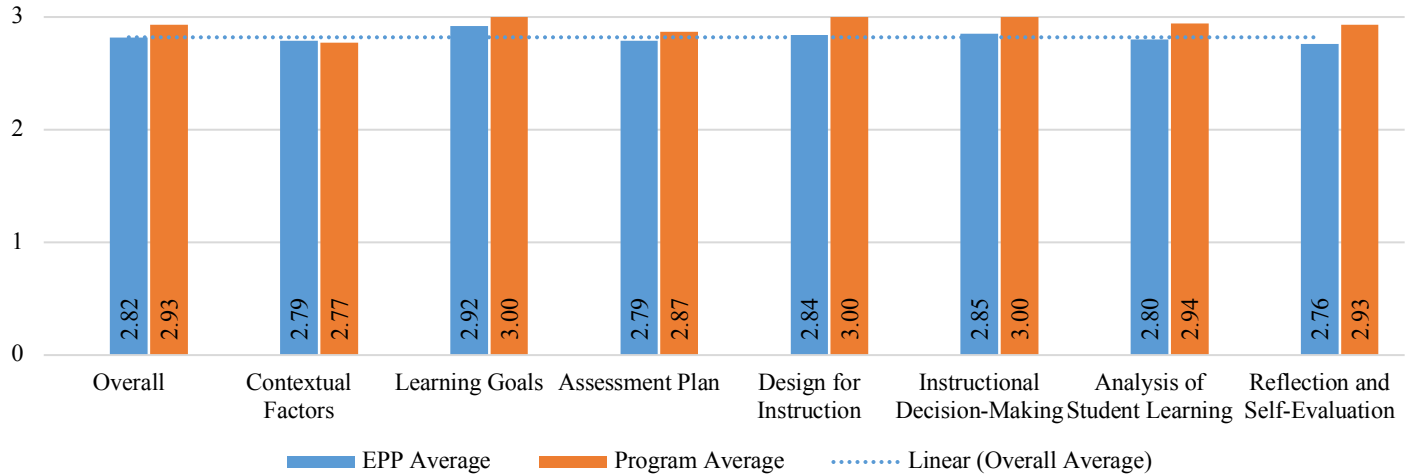 3
2
1
0
2.82
2.93
2.79
2.77
2.92
3.00
2.79
2.87
2.84
3.00
2.85
3.00
2.80
2.94
2.76
2.93
Overall
Contextual
Factors
Learning Goals
Assessment Plan
Design for
Instruction
Instructional
Decision-Making
Analysis of
Student Learning
Reflection and
Self-Evaluation
EPP Average
Program Average
Linear (Overall Average)